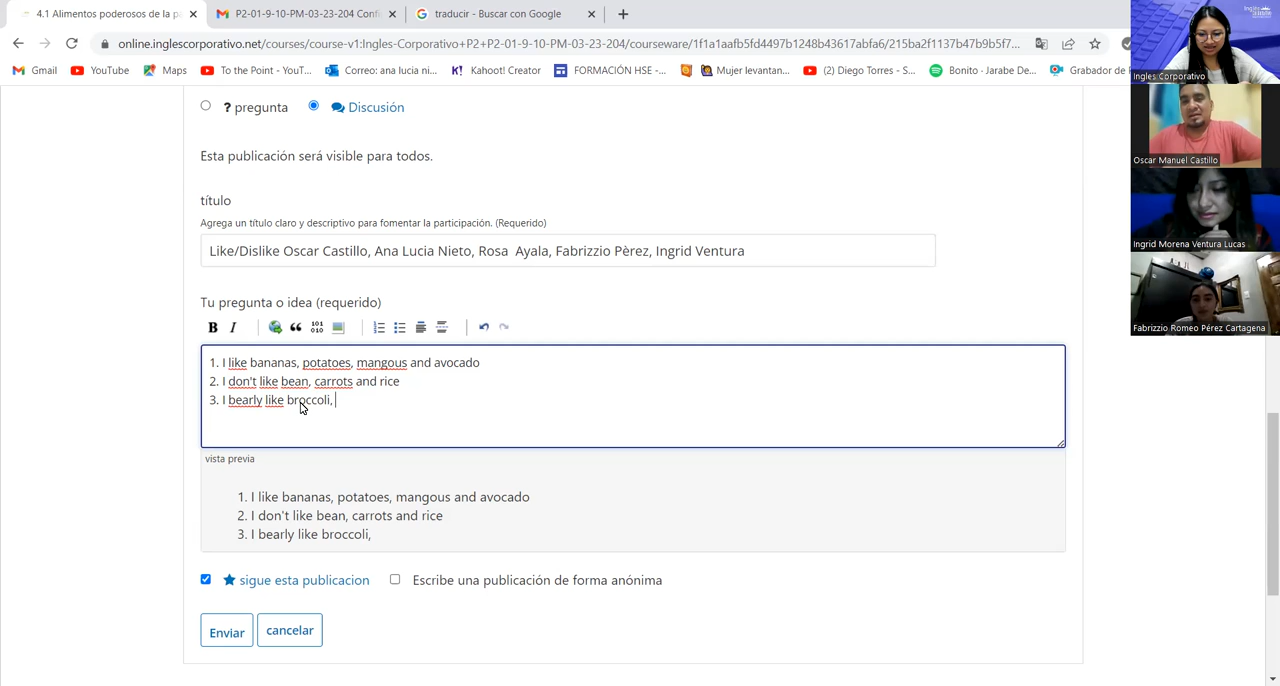 4.1 Alimentos poderosos de la p
P2-01-9-10-PM-03-23-204 Confi
traducir - Buscar con Google
online.inglescorporativo.net/courses/course-v1:Ingles-Corporativo+P2+P2-01-9-10-PM-03-23-204/courseware/1f1a1aafb5fd4497b1248b43617abfa6/215ba2f1137b47b9b5f7...
Gmail YouTube Maps To the Point - YouT... Correo: ana lucia ni... Kahoot! Creator FORMACIÓN HSE -... Mujer levantan... (2) Diego Torres - S... Bonito · Jarabe De... Grabador de
Ingles Corporativo
Oscar Manuel Castillo
Ingrid Morena Ventura Lucas
Fabrizzio Romeo Pérez Cartagena
? pregunta Discusión
Esta publicación será visible para todos.
título
Agrega un título claro y descriptivo para fomentar la participación. (Requerido)
Like/Dislike Oscar Castillo, Ana Lucia Nieto, Rosa Ayala, Fabrizzio Pèrez, Ingrid Ventura
Tu pregunta o idea (requerido)
B I
1. I like bananas, potatoes, mangous and avocado
2. I don't like bean, carrots and rice
3. I bearly like broccoli,
vista previa
1. I like bananas, potatoes, mangous and avocado
2. I don't like bean, carrots and rice
3. I bearly like broccoli,
sigue esta publicacion Escribe una publicación de forma anónima
Enviar cancelar